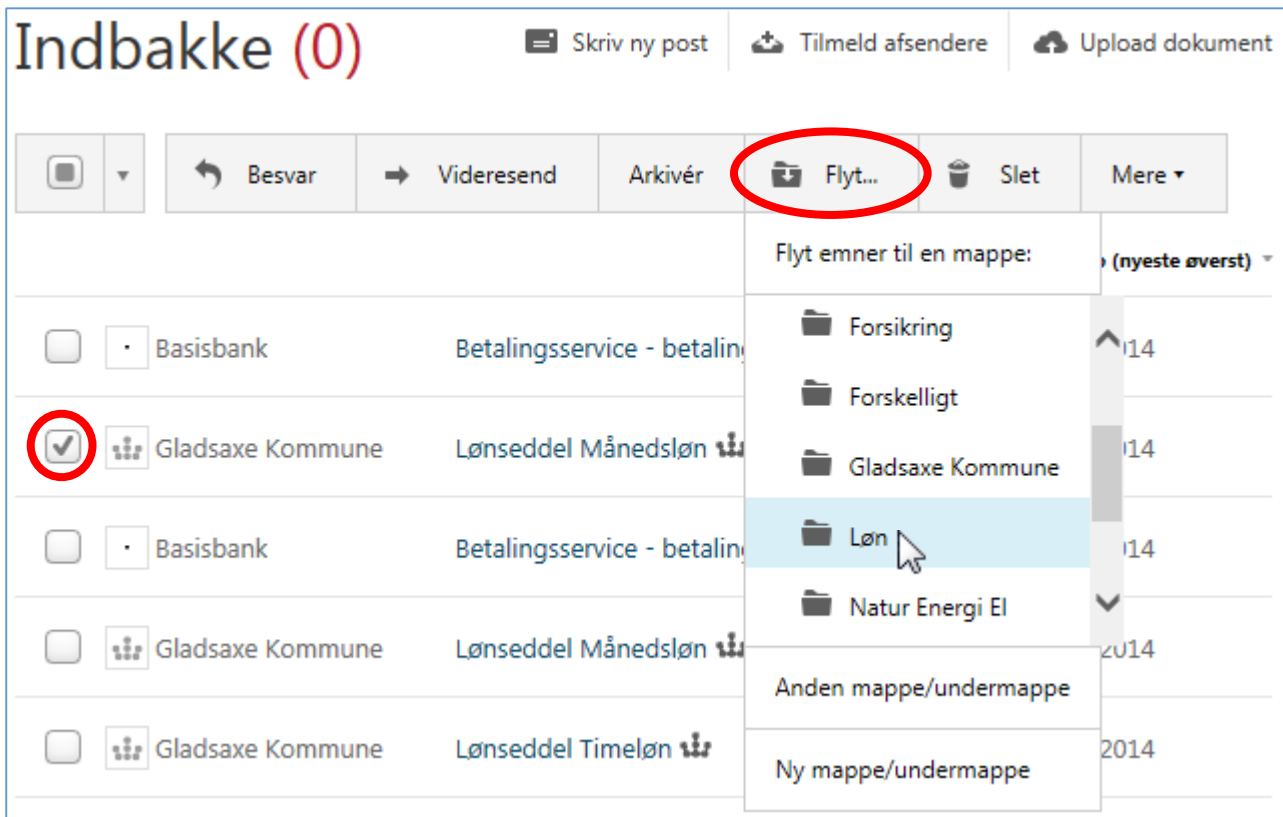 Indbakke (0) Skriv ny post Tilmeld afsendere Upload dokument
Besvar Videresend Arkivér Flyt... Slet Mere
Flyt emner til en mappe:
(nyeste øverst)
Forsikring
Basisbank Betalingsservice - betalin 014
Forskelligt
Gladsaxe Kommune Lønseddel Månedsløn 014
Gladsaxe Kommune
Løn
Basisbank Betalingsservice - betalin 014
Natur Energi El
Gladsaxe Kommune Lønseddel Månedsløn 2014
Anden mappe/undermappe
Gladsaxe Kommune Lønseddel Timeløn 2014
Ny mappe/undermappe